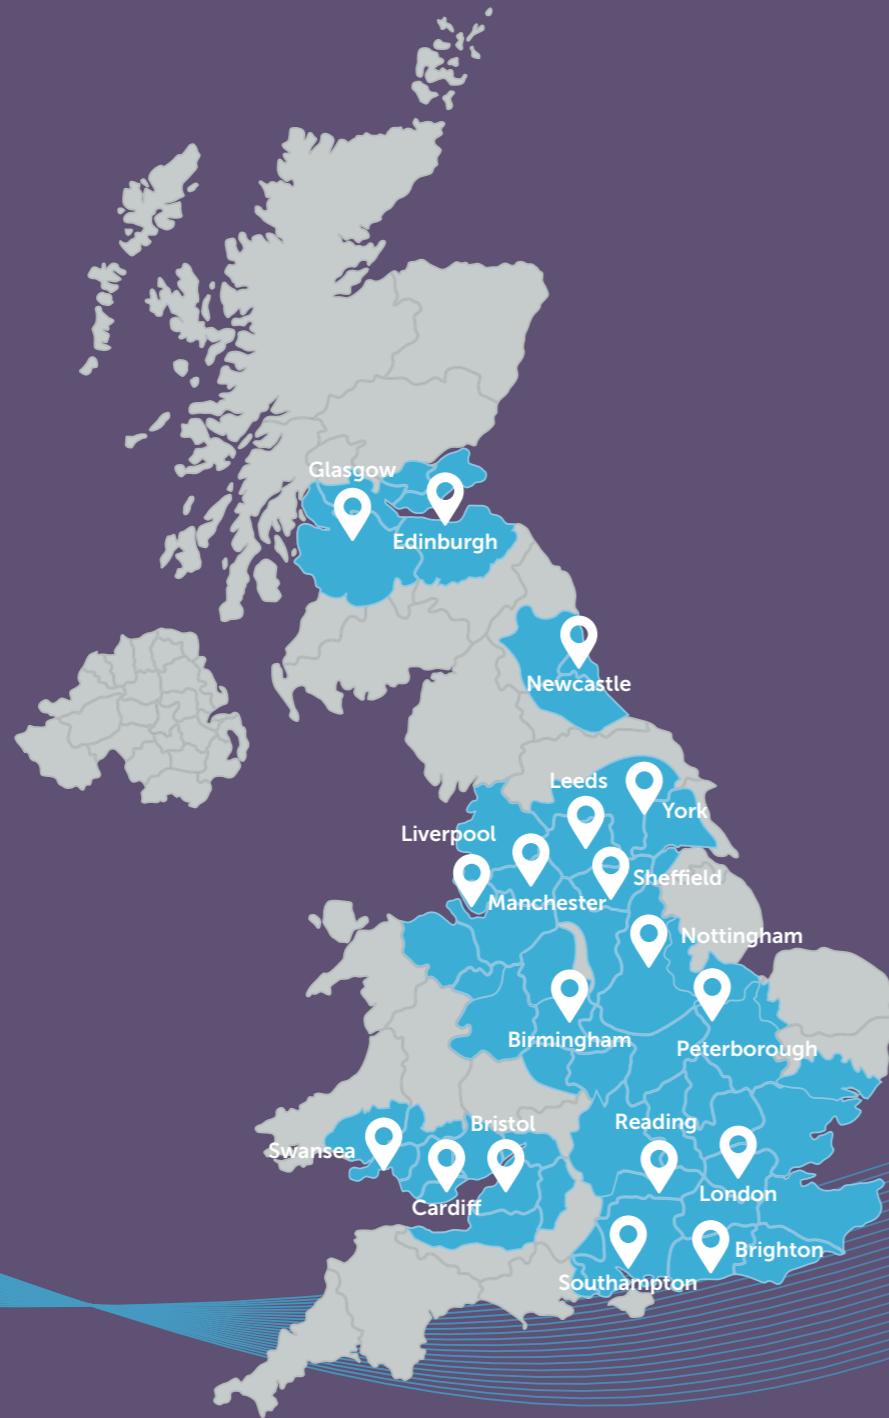 Glasgow
Edinburgh
Newcastle
Leeds
York
Liverpool
Sheffield
Manchester
Nottingham
Birmingham
Peterborough
Reading
Bristol
Swansea
London
Cardiff
Brighton
Southampton